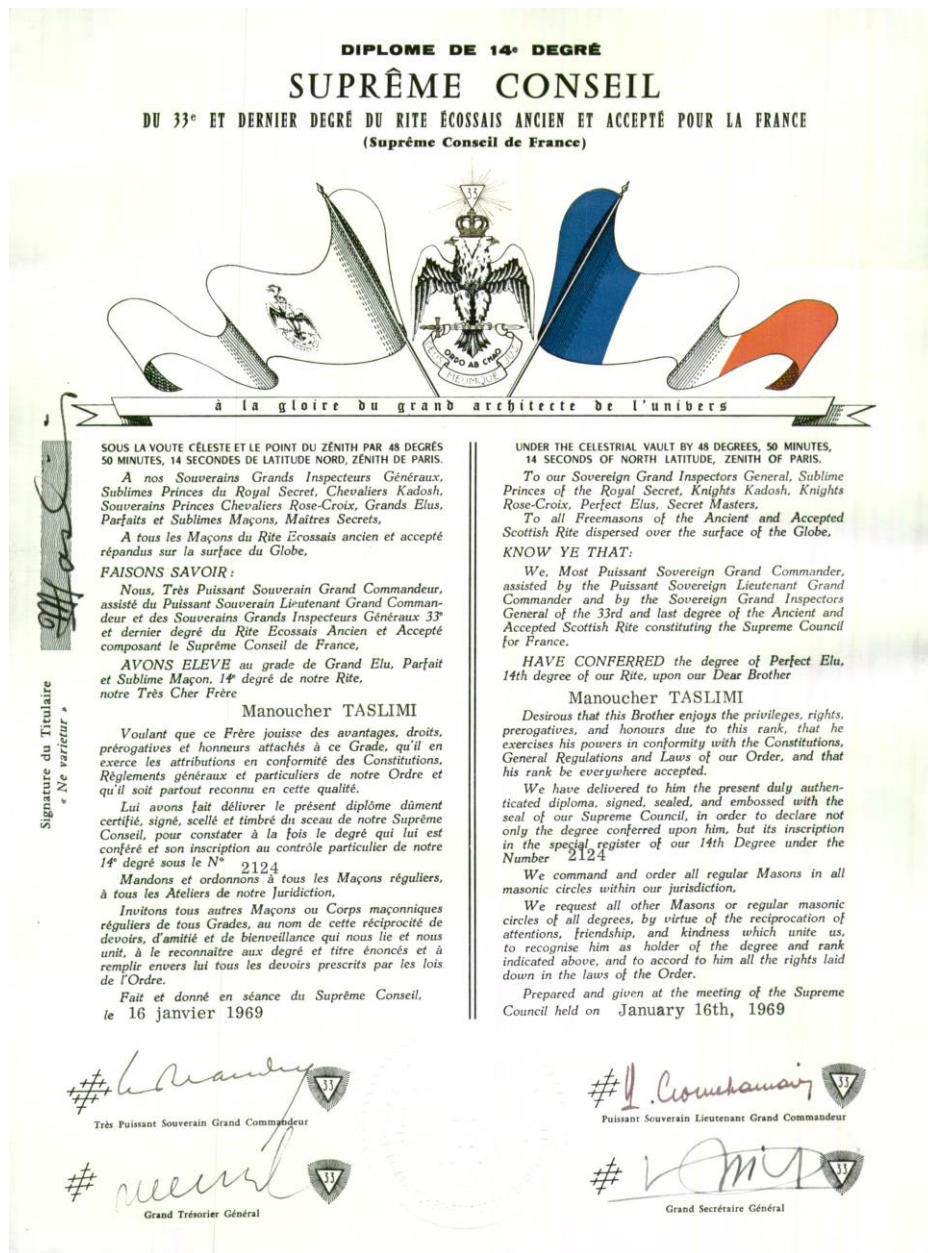 DIPLOME DE 14e DEGRÉ
SUPRÊME CONSEIL
DU 33e ET DERNIER DEGRÉ DU RITE ÉCOSSAIS ANCIEN ET ACCEPTÉ POUR LA FRANCE
(Suprême Conseil de France)
33
ORDO AB CHAO
DEUS MEUMQUE JUS
à la gloire du grand architecte de l'univers
SOUS LA VOUTE CÉLESTE ET LE POINT DU ZÉNITH PAR 48 DEGRÉS
50 MINUTES, 14 SECONDES DE LATITUDE NORD, ZÉNITH DE PARIS.
A nos Souverains Grands Inspecteurs Généraux,
Sublimes Princes du Royal Secret, Chevaliers Kadosh,
Souverains Princes Chevaliers Rose-Croix, Grands Elus,
Parfaits et Sublimes Maçons, Maîtres Secrets,
A tous les Maçons du Rite Ecossais ancien et accepté
répandus sur la surface du Globe,
FAISONS SAVOIR :
Nous, Très Puissant Souverain Grand Commandeur,
assisté du Puissant Souverain Lieutenant Grand Comman-
deur et des Souverains Grands Inspecteurs Généraux 33e
et dernier degré du Rite Ecossais Ancien et Accepté
composant le Suprême Conseil de France,
AVONS ELEVE au grade de Grand Elu, Parfait
et Sublime Maçon, 14e degré de notre Rite,
notre Très Cher Frère
Manoucher TASLIMI
Voulant que ce Frère jouisse des avantages, droits,
prérogatives et honneurs attachés à ce Grade, qu'il en
exerce les attributions en conformité des Constitutions,
Règlements généraux et particuliers de notre Ordre et
qu'il soit partout reconnu en cette qualité.
Lui avons fait délivrer le présent diplôme dûment
certifié, signé, scellé et timbré du sceau de notre Suprême
Conseil, pour constater à la fois le degré qui lui est
conféré et son inscription au contrôle particulier de notre
14e degré sous le N° 2124
Mandons et ordonnons à tous les Maçons réguliers,
à tous les Ateliers de notre Juridiction,
Invitons tous autres Maçons ou Corps maçonniques
réguliers de tous Grades, au nom de cette réciprocité de
devoirs, d'amitié et de bienveillance qui nous lie et nous
unit, à le reconnaître aux degré et titre énoncés et à
remplir envers lui tous les devoirs prescrits par les lois
de l'Ordre.
Fait et donné en séance du Suprême Conseil,
le 16 janvier 1969
UNDER THE CELESTRIAL VAULT BY 48 DEGREES, 50 MINUTES,
14 SECONDS OF NORTH LATITUDE, ZENITH OF PARIS.
To our Sovereign Grand Inspectors General, Sublime
Princes of the Royal Secret, Knights Kadosh, Knights
Rose-Croix, Perfect Elus, Secret Masters,
To all Freemasons of the Ancient and Accepted
Scottish Rite dispersed over the surface of the Globe,
KNOW YE THAT:
We, Most Puissant Sovereign Grand Commander,
assisted by the Puissant Sovereign Lieutenant Grand
Commander and by the Sovereign Grand Inspectors
General of the 33rd and last degree of the Ancient and
Accepted Scottish Rite constituting the Supreme Council
for France,
HAVE CONFERRED the degree of Perfect Elu,
14th degree of our Rite, upon our Dear Brother
Manoucher TASLIMI
Desirous that this Brother enjoys the privileges, rights,
prerogatives, and honours due to this rank, that he
exercises his powers in conformity with the Constitutions,
General Regulations and Laws of our Order, and that
his rank be everywhere accepted.
We have delivered to him the present duly authen-
ticated diploma, signed, sealed, and embossed with the
seal of our Supreme Council, in order to declare not
only the degree conferred upon him, but its inscription
in the special register of our 14th Degree under the
Number 2124
We command and order all regular Masons in all
masonic circles within our jurisdiction,
We request all other Masons or regular masonic
circles of all degrees, by virtue of the reciprocation of
attentions, friendship, and kindness which unite us,
to recognise him as holder of the degree and rank
indicated above, and to accord to him all the rights laid
down in the laws of the Order.
Prepared and given at the meeting of the Supreme
Council held on January 16th, 1969
Signature du Titulaire
« Ne varietur »
33
Très Puissant Souverain Grand Commandeur
33
Puissant Souverain Lieutenant Grand Commandeur
33
Grand Trésorier Général
33
Grand Secrétaire Général